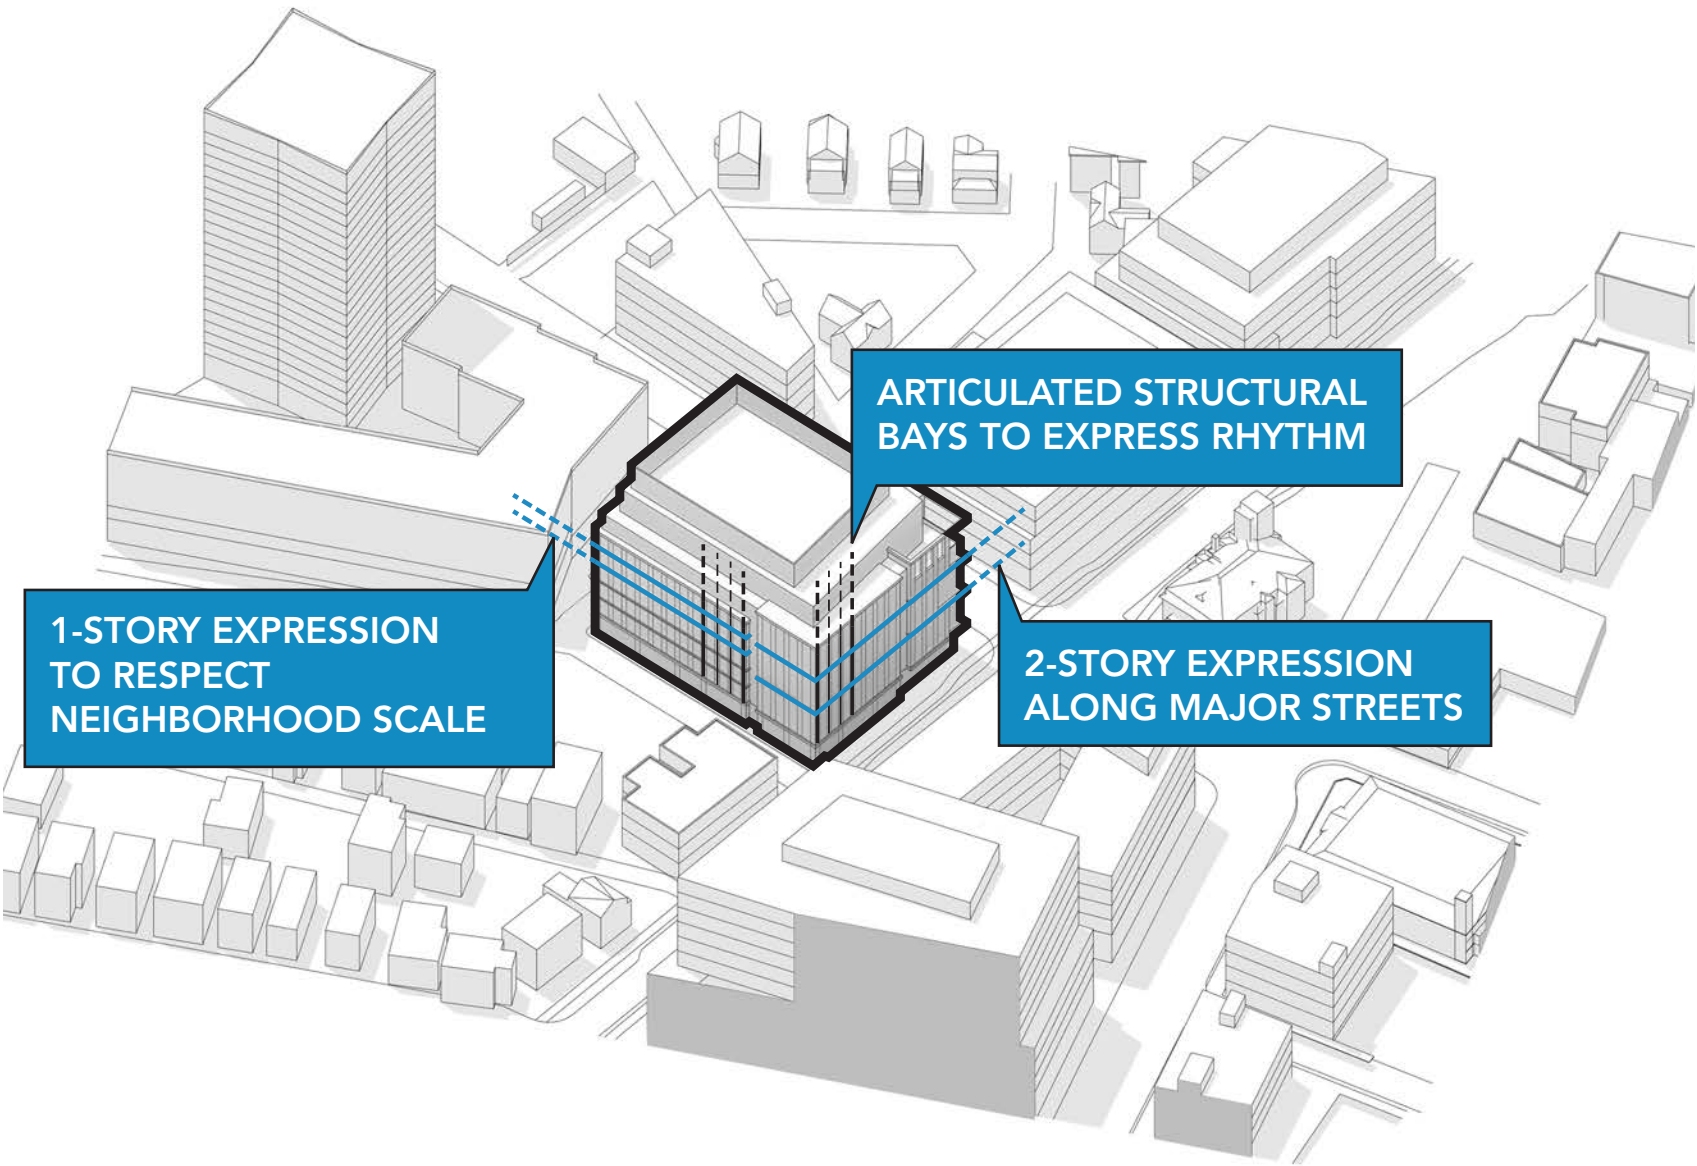 ARTICULATED STRUCTURAL
BAYS TO EXPRESS RHYTHM
1-STORY EXPRESSION
TO RESPECT
NEIGHBORHOOD SCALE
2-STORY EXPRESSION
ALONG MAJOR STREETS